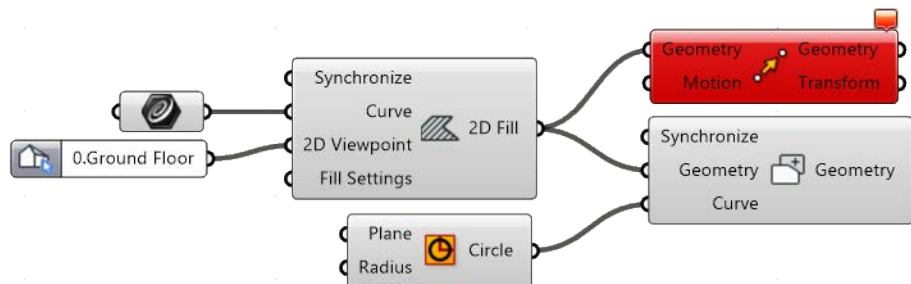 Synchronize
Curve
2D Viewpoint
Fill Settings
2D Fill
0.Ground Floor
Geometry
Motion
Geometry
Transform
Synchronize
Geometry
Curve
Geometry
Plane
Radius
Circle